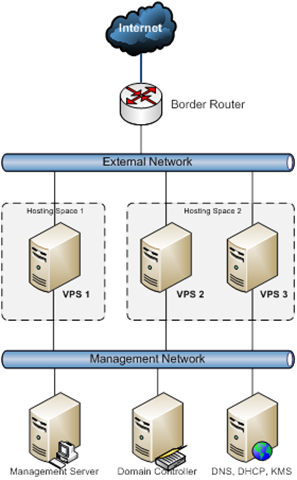 Internet
Border Router
External Network
Hosting Space 1
Hosting Space 2
VPS 1
VPS 2
VPS 3
Management Network
Management Server
Domain Controller
DNS, DHCP, KMS